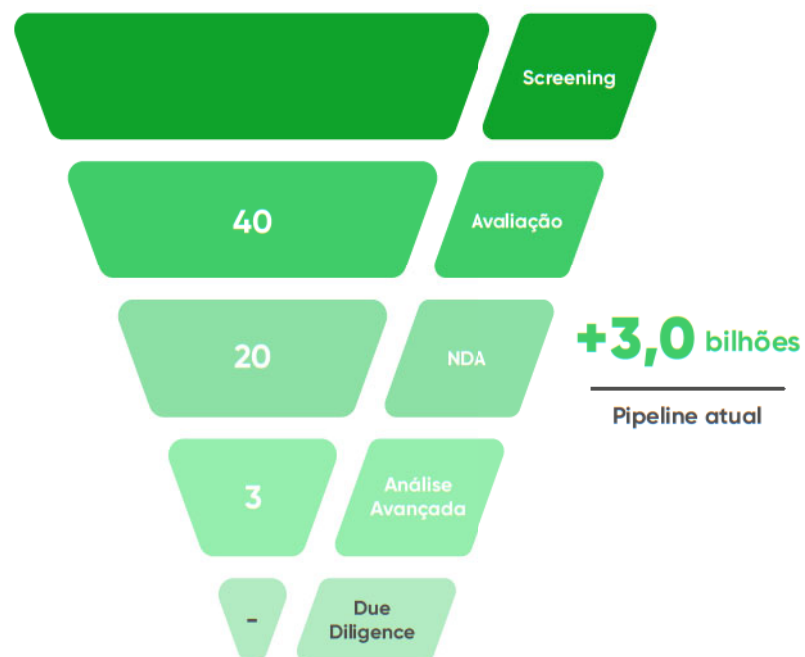 Screening
40
Avaliação
20
NDA
+3,0 bilhões
Pipeline atual
3
Análise
Avançada
-
Due
Diligence